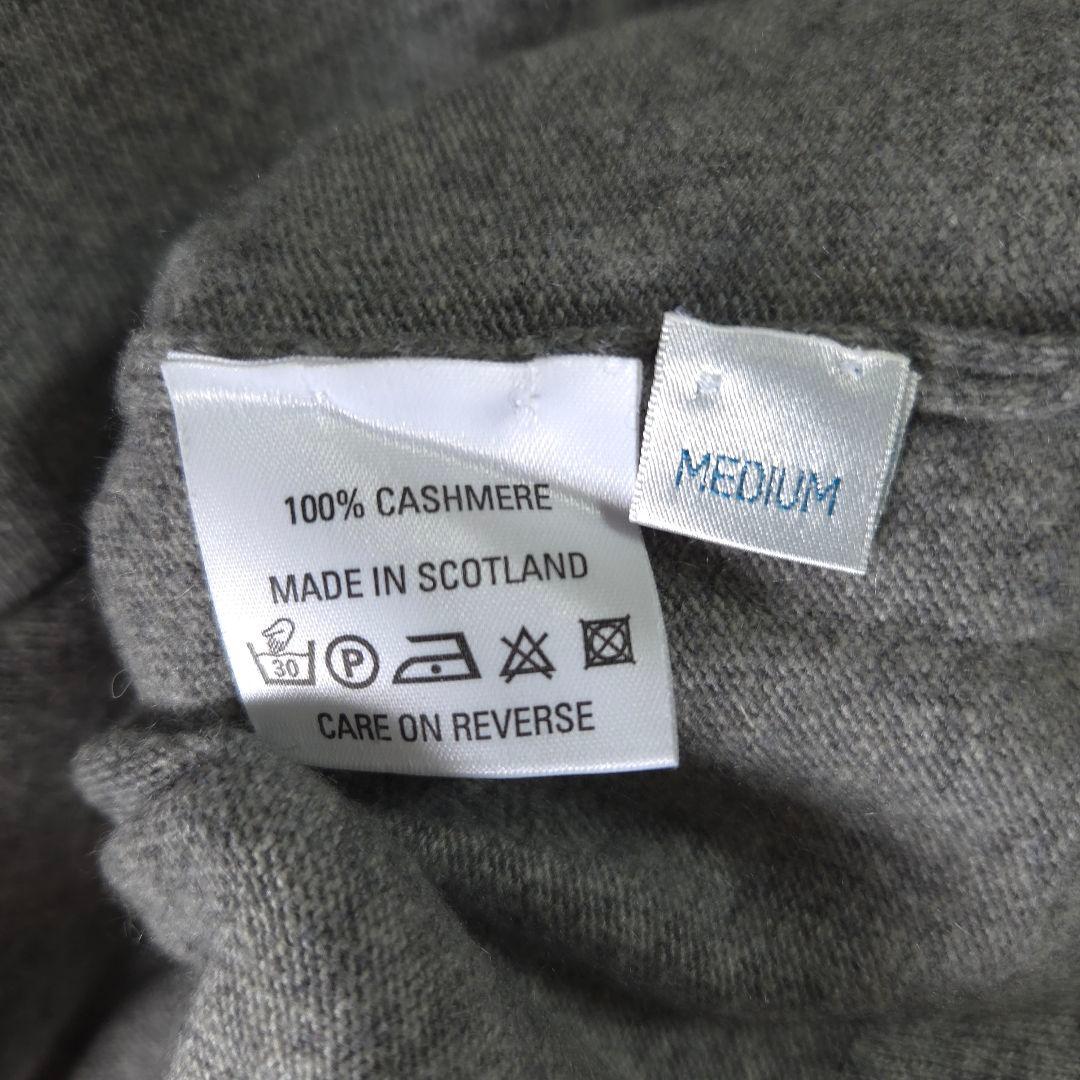 100% CASHMERE
MADE IN SCOTLAND
30 P
CARE ON REVERSE
MEDIUM